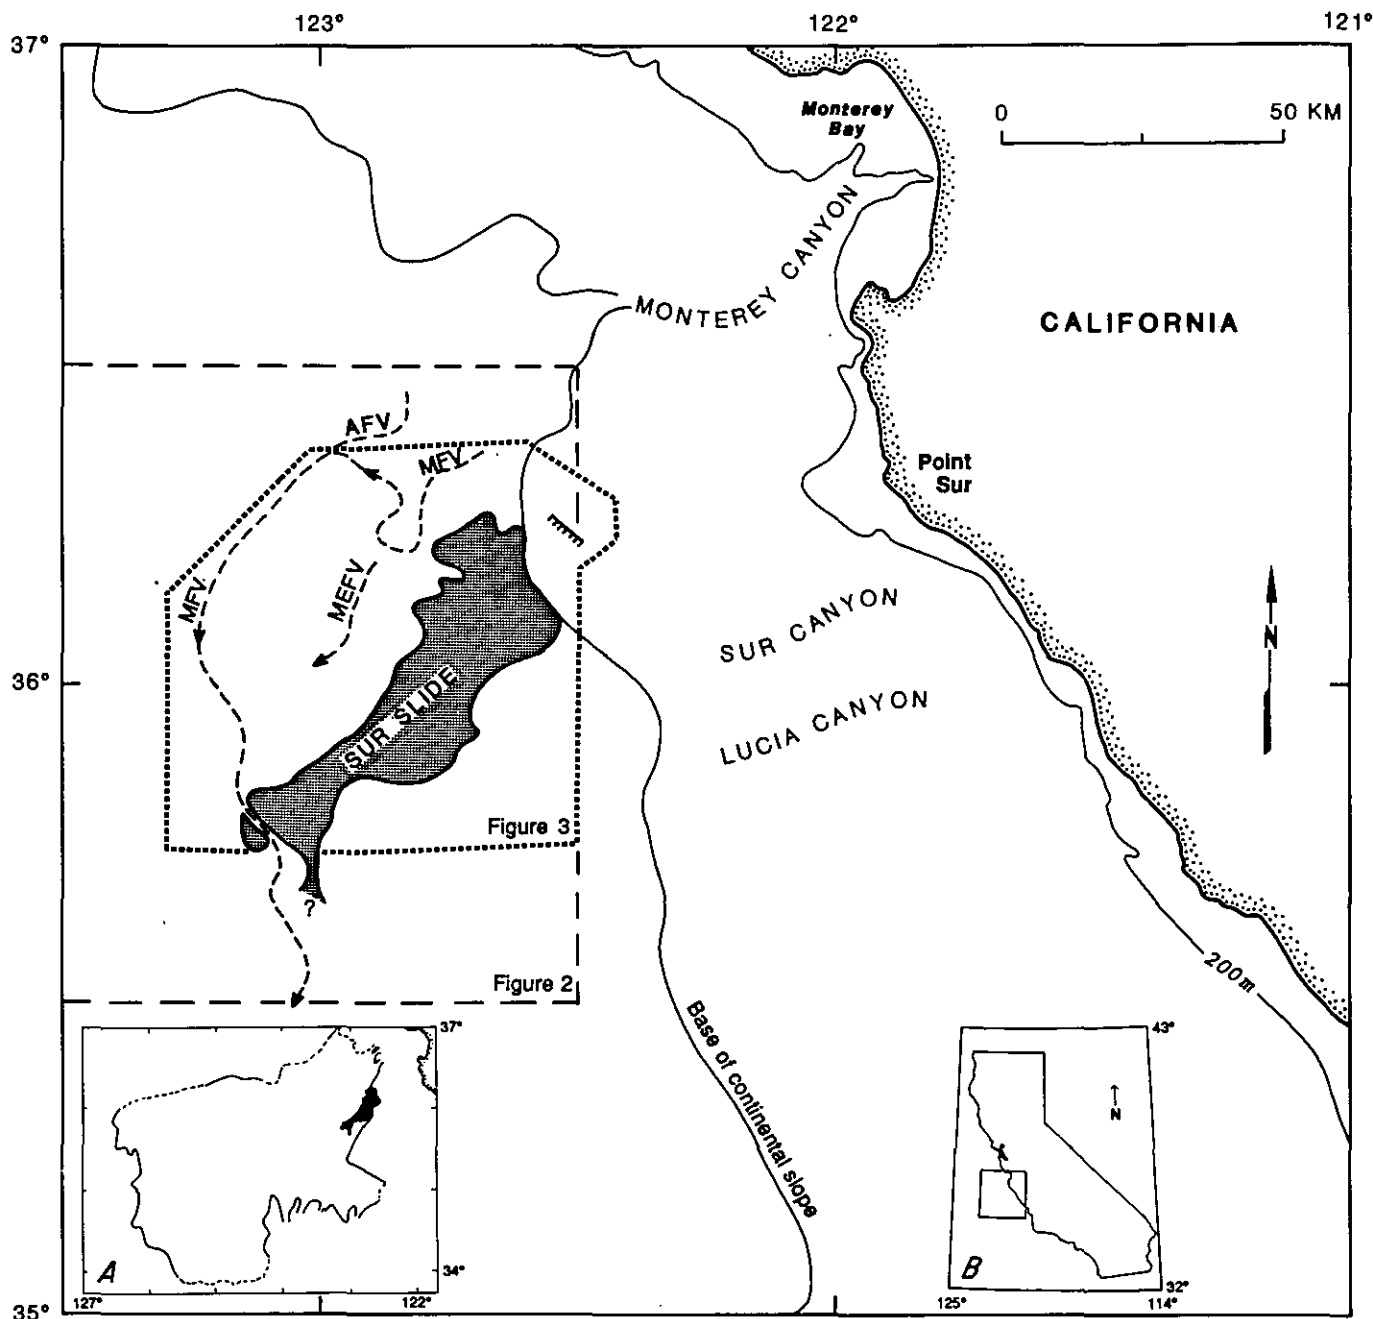 123°
122°
121°
37°
Monterey
Bay
0
50 KM
MONTEREY CANYON
CALIFORNIA
AFV
MFV
Point
Sur
MFV
MEFV
SUR CANYON
N
36°
SUR SLIDE
LUCIA CANYON
Figure 3
?
200m
Figure 2
Base of continental slope
37°
A
34°
127°
122°
43°
N
B
32°
125°
114°
35°